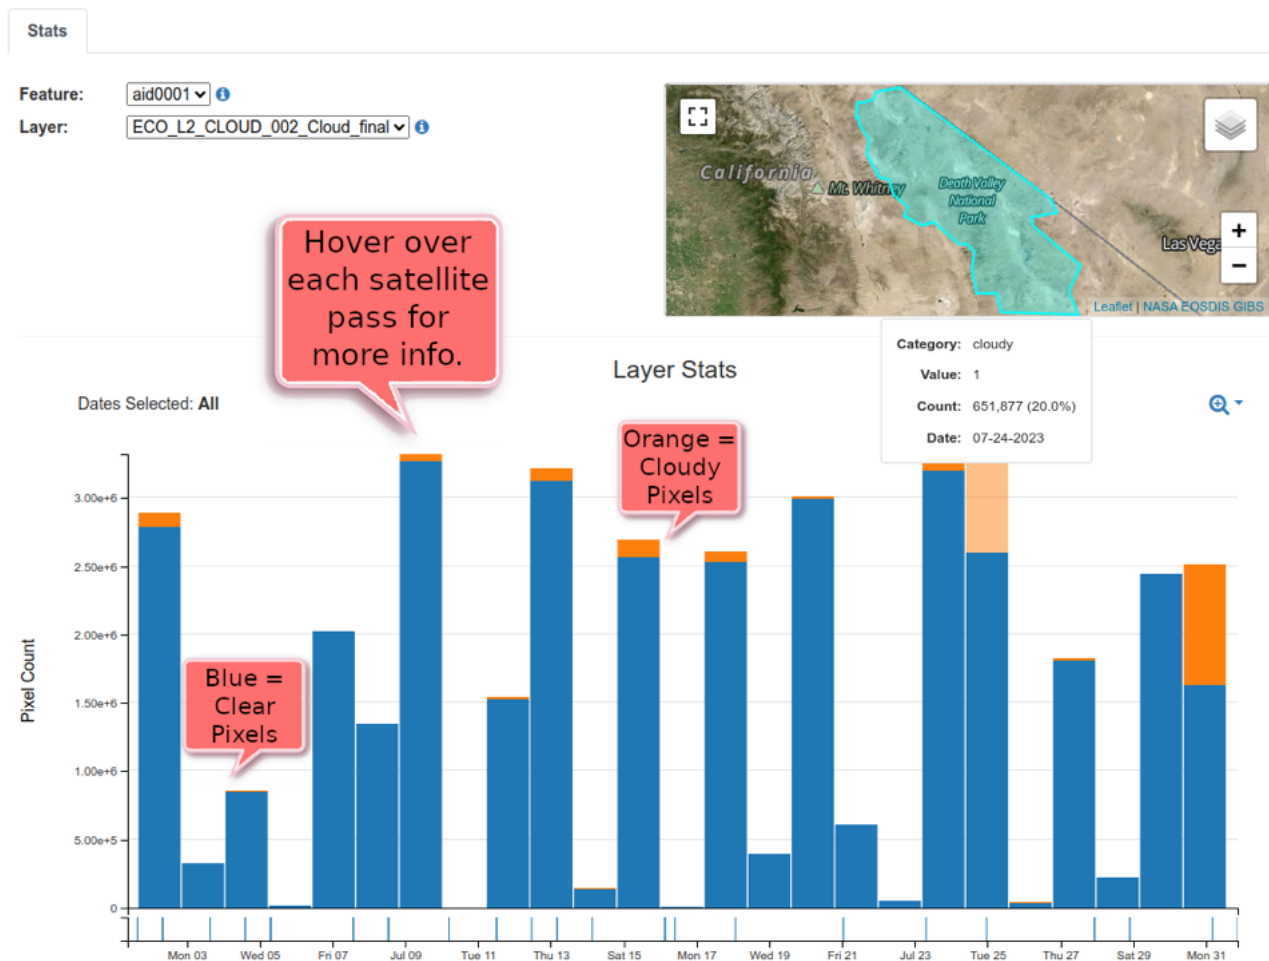 Stats
Feature:
aid0001
Layer:
ECO_L2_CLOUD_002_Cloud_final
California
Mt. Whitney
Death Valley
National
Park
Las Vega
+
−
Leaflet | NASA EOSDIS GIBS
Hover over
each satellite
pass for
more info.
Category: cloudy
Value: 1
Count: 651,877 (20.0%)
Date: 07-24-2023
Layer Stats
Dates Selected: All
Orange =
Cloudy
Pixels
Blue =
Clear
Pixels
Pixel Count
3.00e+6
2.50e+6
2.00e+6
1.50e+6
1.00e+6
5.00e+5
0
Mon 03
Wed 05
Fri 07
Jul 09
Tue 11
Thu 13
Sat 15
Mon 17
Wed 19
Fri 21
Jul 23
Tue 25
Thu 27
Sat 29
Mon 31